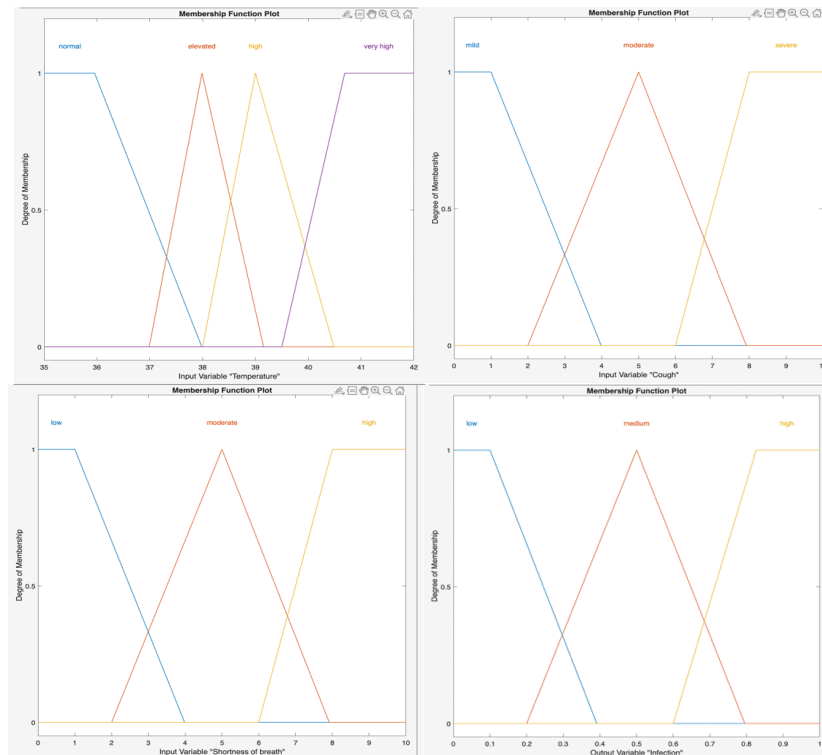 Membership Function Plot
normal elevated high very high
1
0.5
0
Degree of Membership
35 36 37 38 39 40 41 42
Input Variable "Temperature"
Membership Function Plot
mild moderate severe
1
0.5
0
Degree of Membership
0 1 2 3 4 5 6 7 8 9 1
Input Variable "Cough"
Membership Function Plot
low moderate high
1
0.5
0
Degree of Membership
0 1 2 3 4 5 6 7 8 9 10
Input Variable "Shortness of breath"
Membership Function Plot
low medium high
1
0.5
0
Degree of Membership
0 0.1 0.2 0.3 0.4 0.5 0.6 0.7 0.8 0.9 1
Output Variable "Infection"